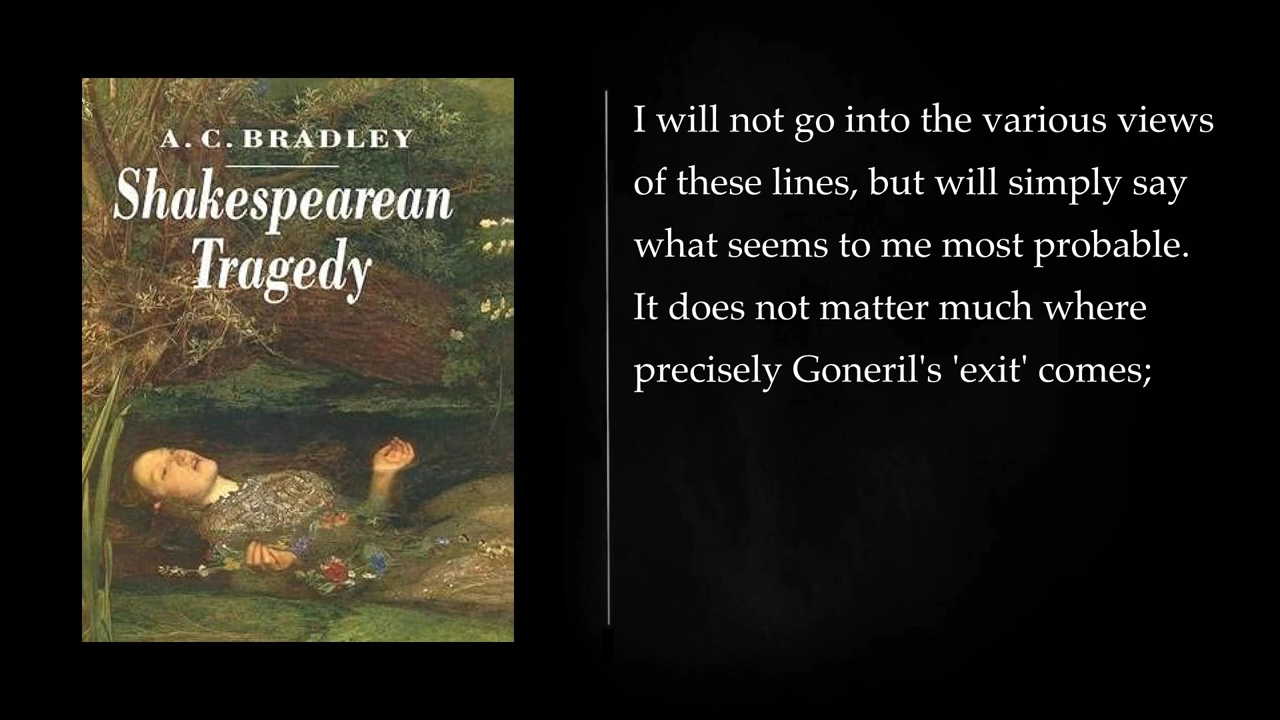 A. C. BRADLEY
Shakespearean
Tragedy
I will not go into the various views
of these lines, but will simply say
what seems to me most probable.
It does not matter much where
precisely Goneril's 'exit' comes;